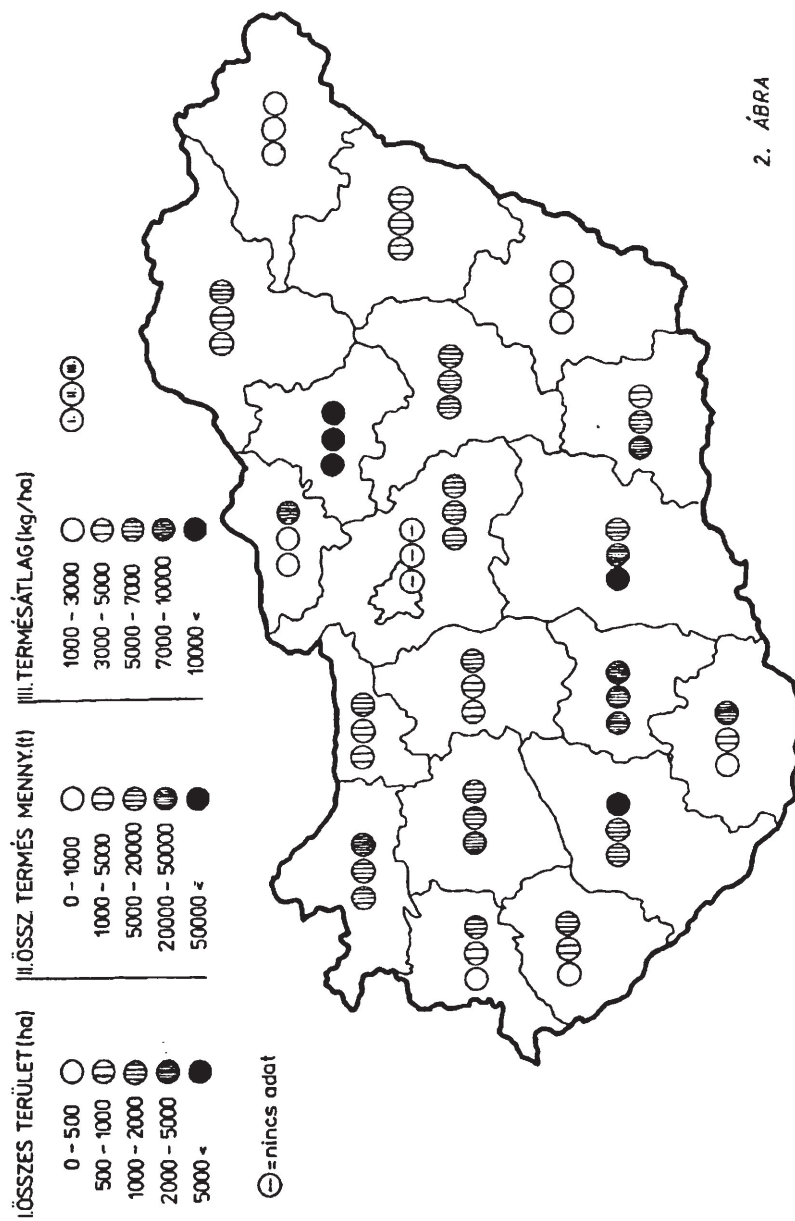 I.ÖSSZES TERÜLET(ha)
0 – 500
500 – 1000
1000 – 2000
2000 – 5000
5000 <
II.ÖSSZ TERMÉS MENNY.(t)
0 – 1000
1000 – 5000
5000 – 20000
20000 – 50000
50000 <
III.TERMÉSÁTLAG(kg/ha)
1000 – 3000
3000 – 5000
5000 – 7000
7000 – 10000
10000 <
I. II. III.
=nincs adat
2. ÁBRA